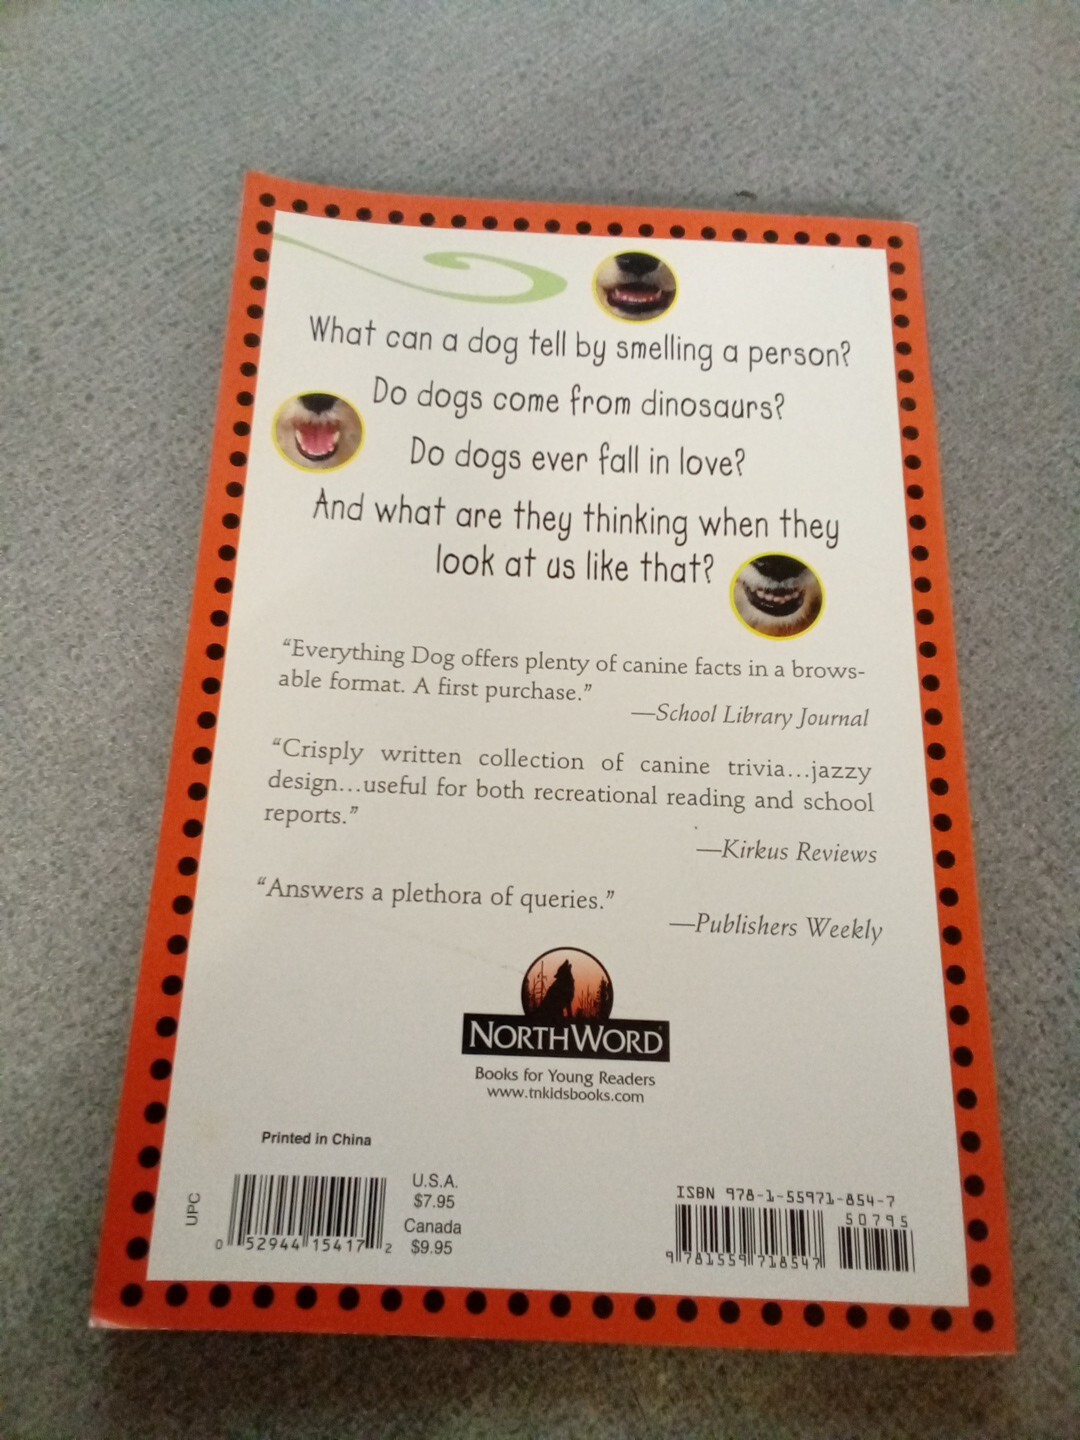 What can a dog tell by smelling a person?
Do dogs come from dinosaurs?
Do dogs ever fall in love?
And what are they thinking when they
look at us like that?
“Everything Dog offers plenty of canine facts in a brows-
able format. A first purchase.”
—School Library Journal
“Crisply written collection of canine trivia...jazzy
design...useful for both recreational reading and school
reports.”
—Kirkus Reviews
“Answers a plethora of queries.”
—Publishers Weekly
NORTHWORD
Books for Young Readers
www.tnkidsbooks.com
Printed in China
UPC
0 52944 15417 2
U.S.A.
$7.95
Canada
$9.95
ISBN 978-1-55971-854-7
50795
9 781559 718547